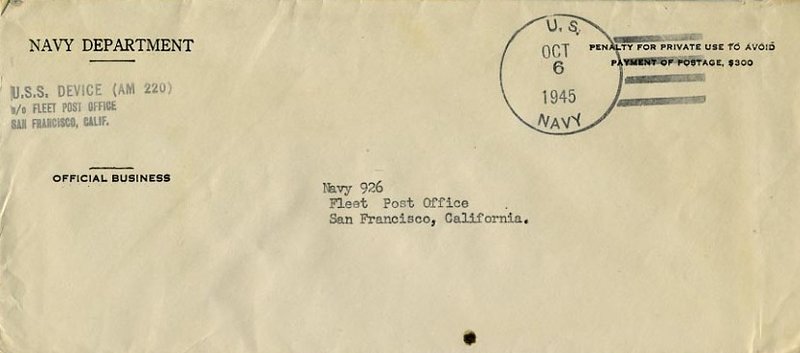 NAVY DEPARTMENT
U.S.S. DEVICE (AM 220)
c/o FLEET POST OFFICE
SAN FRANCISCO, CALIF.
OFFICIAL BUSINESS
U. S.
OCT
6
1945
NAVY
PENALTY FOR PRIVATE USE TO AVOID
PAYMENT OF POSTAGE, $300
Navy 926
Fleet Post Office
San Francisco, California.